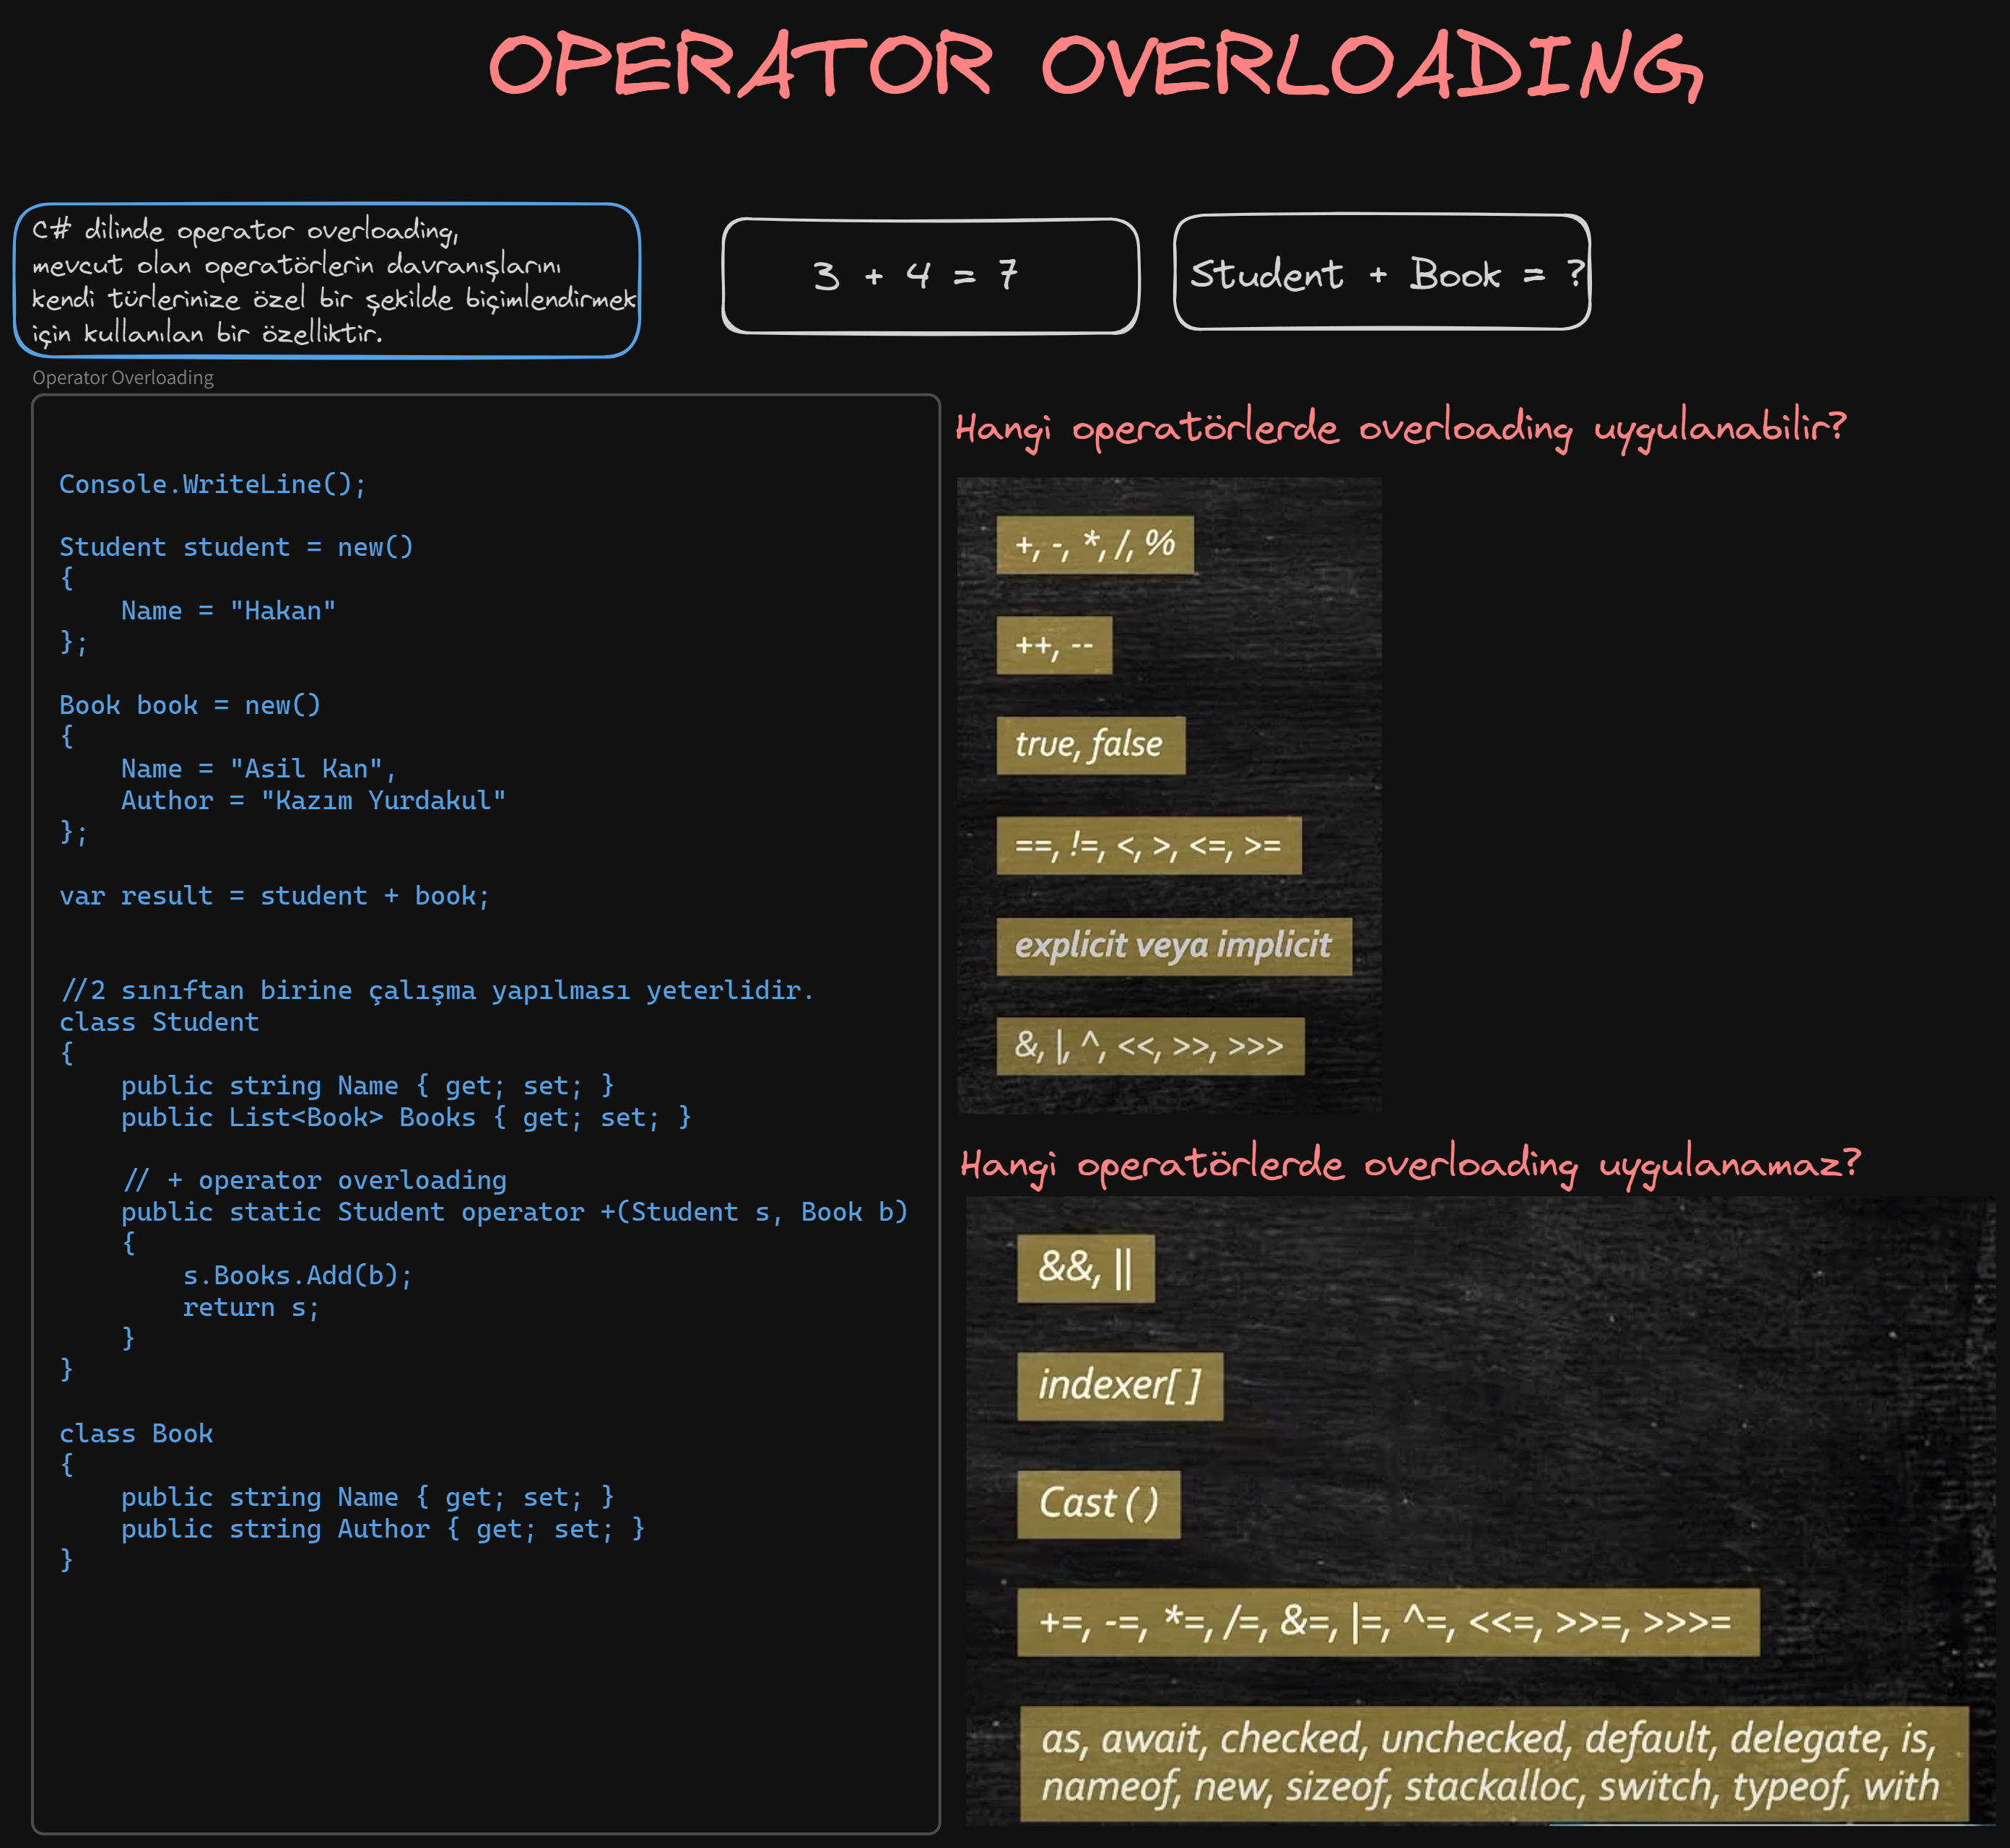 OPERATOR OVERLOADING
C# dilinde operator overloading,
mevcut olan operatörlerin davranışlarını
kendi türlerinize özel bir şekilde biçimlendirmek
için kullanılan bir özelliktir.
3 + 4 = 7
Student + Book = ?
Operator Overloading
Console.WriteLine();
Student student = new()
{
    Name = "Hakan"
};
Book book = new()
{
    Name = "Asil Kan",
    Author = "Kazım Yurdakul"
};
var result = student + book;
//2 sınıftan birine çalışma yapılması yeterlidir.
class Student
{
    public string Name { get; set; }
    public List<Book> Books { get; set; }
    // + operator overloading
    public static Student operator +(Student s, Book b)
    {
        s.Books.Add(b);
        return s;
    }
}
class Book
{
    public string Name { get; set; }
    public string Author { get; set; }
}
Hangi operatörlerde overloading uygulanabilir?
+, -, *, /, %
++, --
true, false
==, !=, <, >, <=, >=
explicit veya implicit
&, |, ^, <<, >>, >>>
Hangi operatörlerde overloading uygulanamaz?
&&, ||
indexer[ ]
Cast ( )
+=, -=, *=, /=, &=, |=, ^=, <<=, >>=, >>>=
as, await, checked, unchecked, default, delegate, is,
nameof, new, sizeof, stackalloc, switch, typeof, with